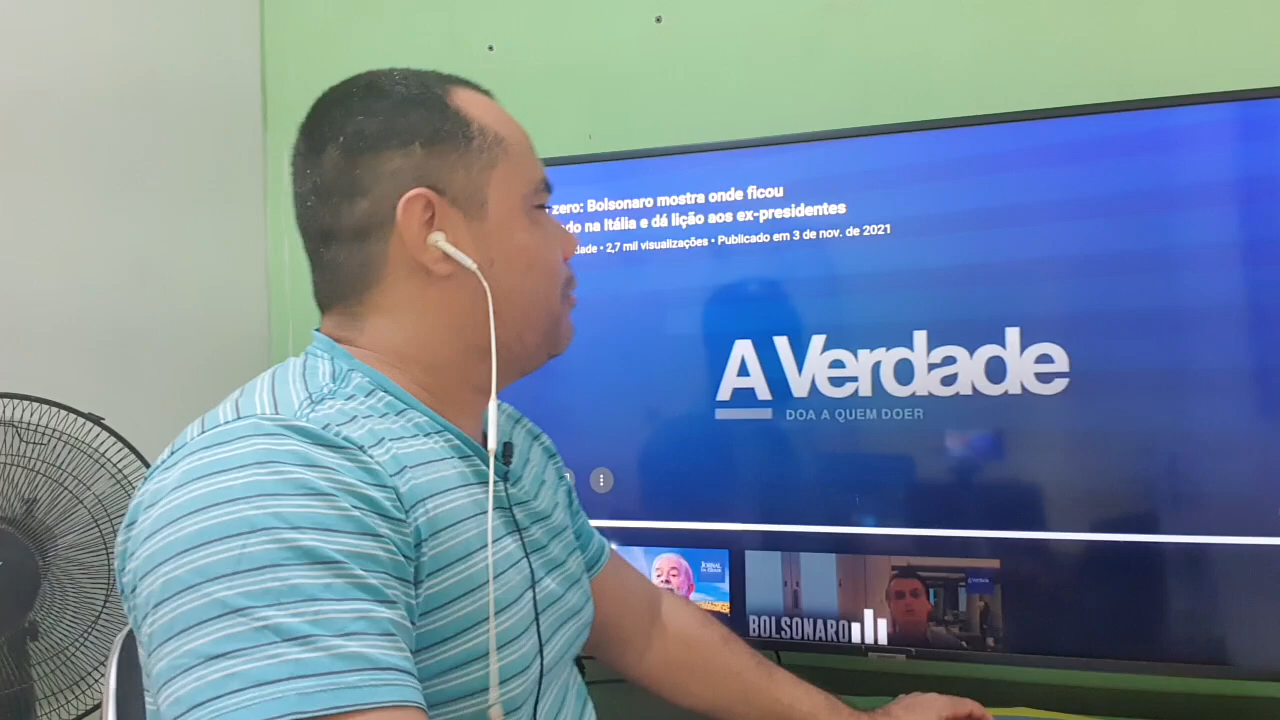 zero: Bolsonaro mostra onde ficou
do na Itália e dá lição aos ex-presidentes
dade • 2,7 mil visualizações • Publicado em 3 de nov. de 2021
A Verdade
DOA A QUEM DOER
JORNAL
BOLSONARO